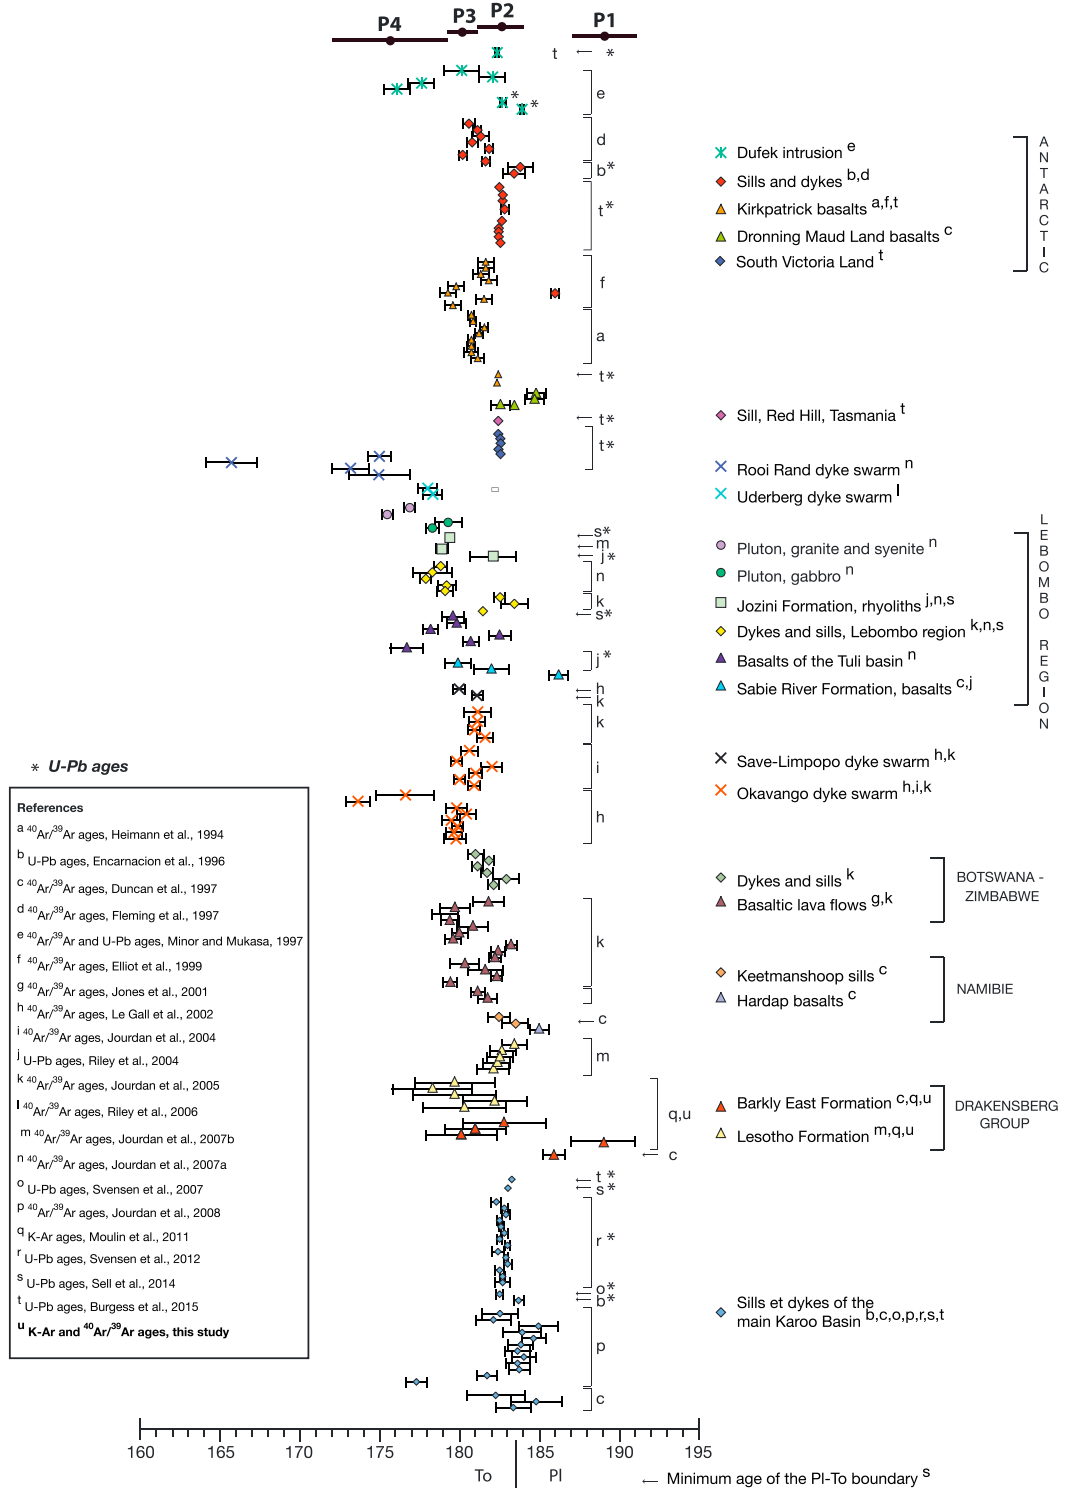 P4 P3 P2 P1
t ← *
e
*
*
d
b*
t*
f
a
← t*
← t*
t*
← s*
← m
← j*
n
k
← s*
j*
← h
← k
k
i
h
k
← c
m
q,u
← c
← t*
← s*
r*
← o*
← b*
p
c
Dufek intrusion e
Sills and dykes b,d
Kirkpatrick basalts a,f,t
Dronning Maud Land basalts c
South Victoria Land t
ANTARCTIC
Sill, Red Hill, Tasmania t
Rooi Rand dyke swarm n
Uderberg dyke swarm l
Pluton, granite and syenite n
Pluton, gabbro n
Jozini Formation, rhyoliths j,n,s
Dykes and sills, Lebombo region k,n,s
Basalts of the Tuli basin n
Sabie River Formation, basalts c,j
LEBOMBO REGION
Save-Limpopo dyke swarm h,k
Okavango dyke swarm h,i,k
Dykes and sills k
Basaltic lava flows g,k
BOTSWANA -
ZIMBABWE
Keetmanshoop sills c
Hardap basalts c
NAMIBIE
Barkly East Formation c,q,u
Lesotho Formation m,q,u
DRAKENSBERG
GROUP
Sills et dykes of the
main Karoo Basin b,c,o,p,r,s,t
* U-Pb ages
References
a 40Ar/39Ar ages, Heimann et al., 1994
b U-Pb ages, Encarnacion et al., 1996
c 40Ar/39Ar ages, Duncan et al., 1997
d 40Ar/39Ar ages, Fleming et al., 1997
e 40Ar/39Ar and U-Pb ages, Minor and Mukasa, 1997
f 40Ar/39Ar ages, Elliot et al., 1999
g 40Ar/39Ar ages, Jones et al., 2001
h 40Ar/39Ar ages, Le Gall et al., 2002
i 40Ar/39Ar ages, Jourdan et al., 2004
j U-Pb ages, Riley et al., 2004
k 40Ar/39Ar ages, Jourdan et al., 2005
l 40Ar/39Ar ages, Riley et al., 2006
m 40Ar/39Ar ages, Jourdan et al., 2007b
n 40Ar/39Ar ages, Jourdan et al., 2007a
o U-Pb ages, Svensen et al., 2007
p 40Ar/39Ar ages, Jourdan et al., 2008
q K-Ar ages, Moulin et al., 2011
r U-Pb ages, Svensen et al., 2012
s U-Pb ages, Sell et al., 2014
t U-Pb ages, Burgess et al., 2015
u K-Ar and 40Ar/39Ar ages, this study
160 165 170 175 180 185 190 195
To Pl
← Minimum age of the Pl-To boundary s